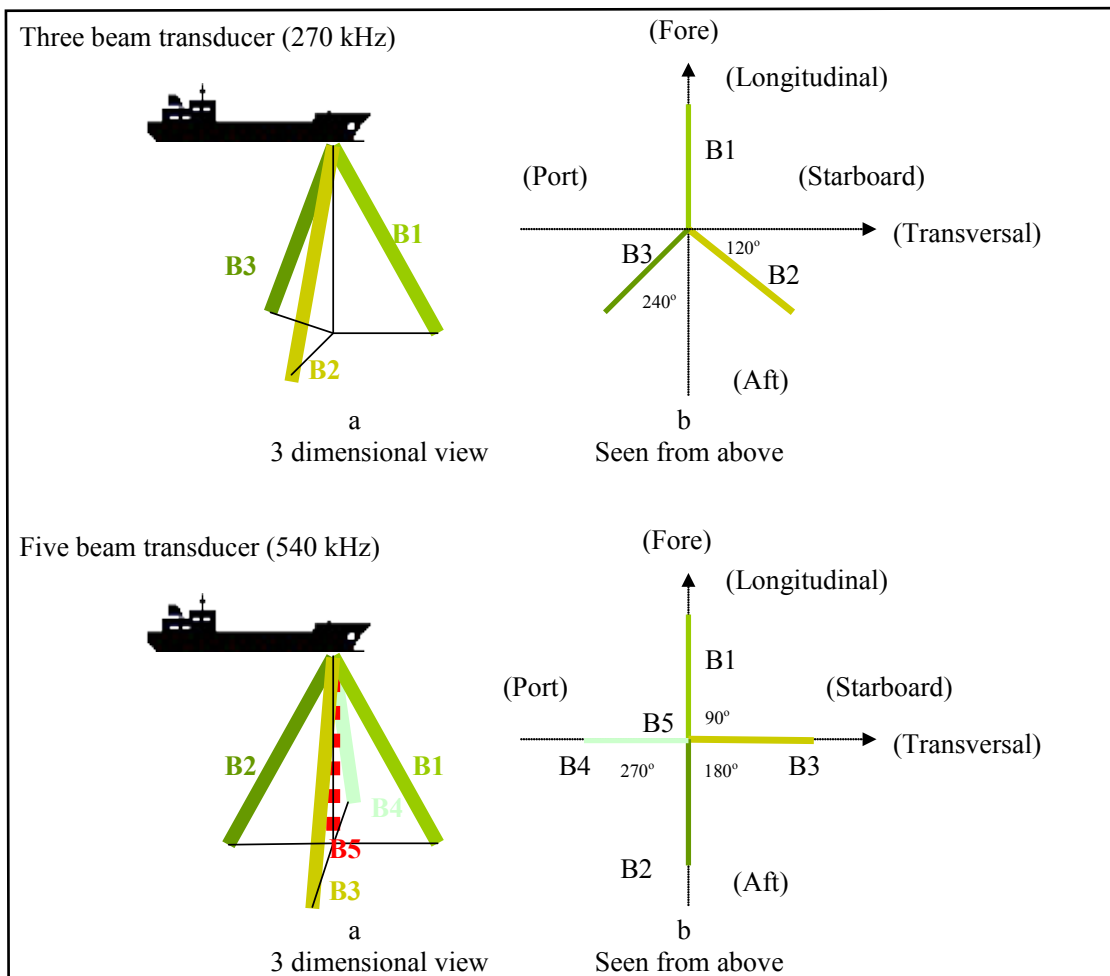 Three beam transducer (270 kHz)
(Fore)
(Longitudinal)
B1
(Port)
(Starboard)
(Transversal)
B1
B3
B3
120º
B2
240º
B2
(Aft)
a
b
3 dimensional view
Seen from above
Five beam transducer (540 kHz)
(Fore)
(Longitudinal)
B1
(Port)
(Starboard)
B5
90º
(Transversal)
B2
B1
B4
270º
180º
B3
B4
B5
B2
(Aft)
B3
a
b
3 dimensional view
Seen from above